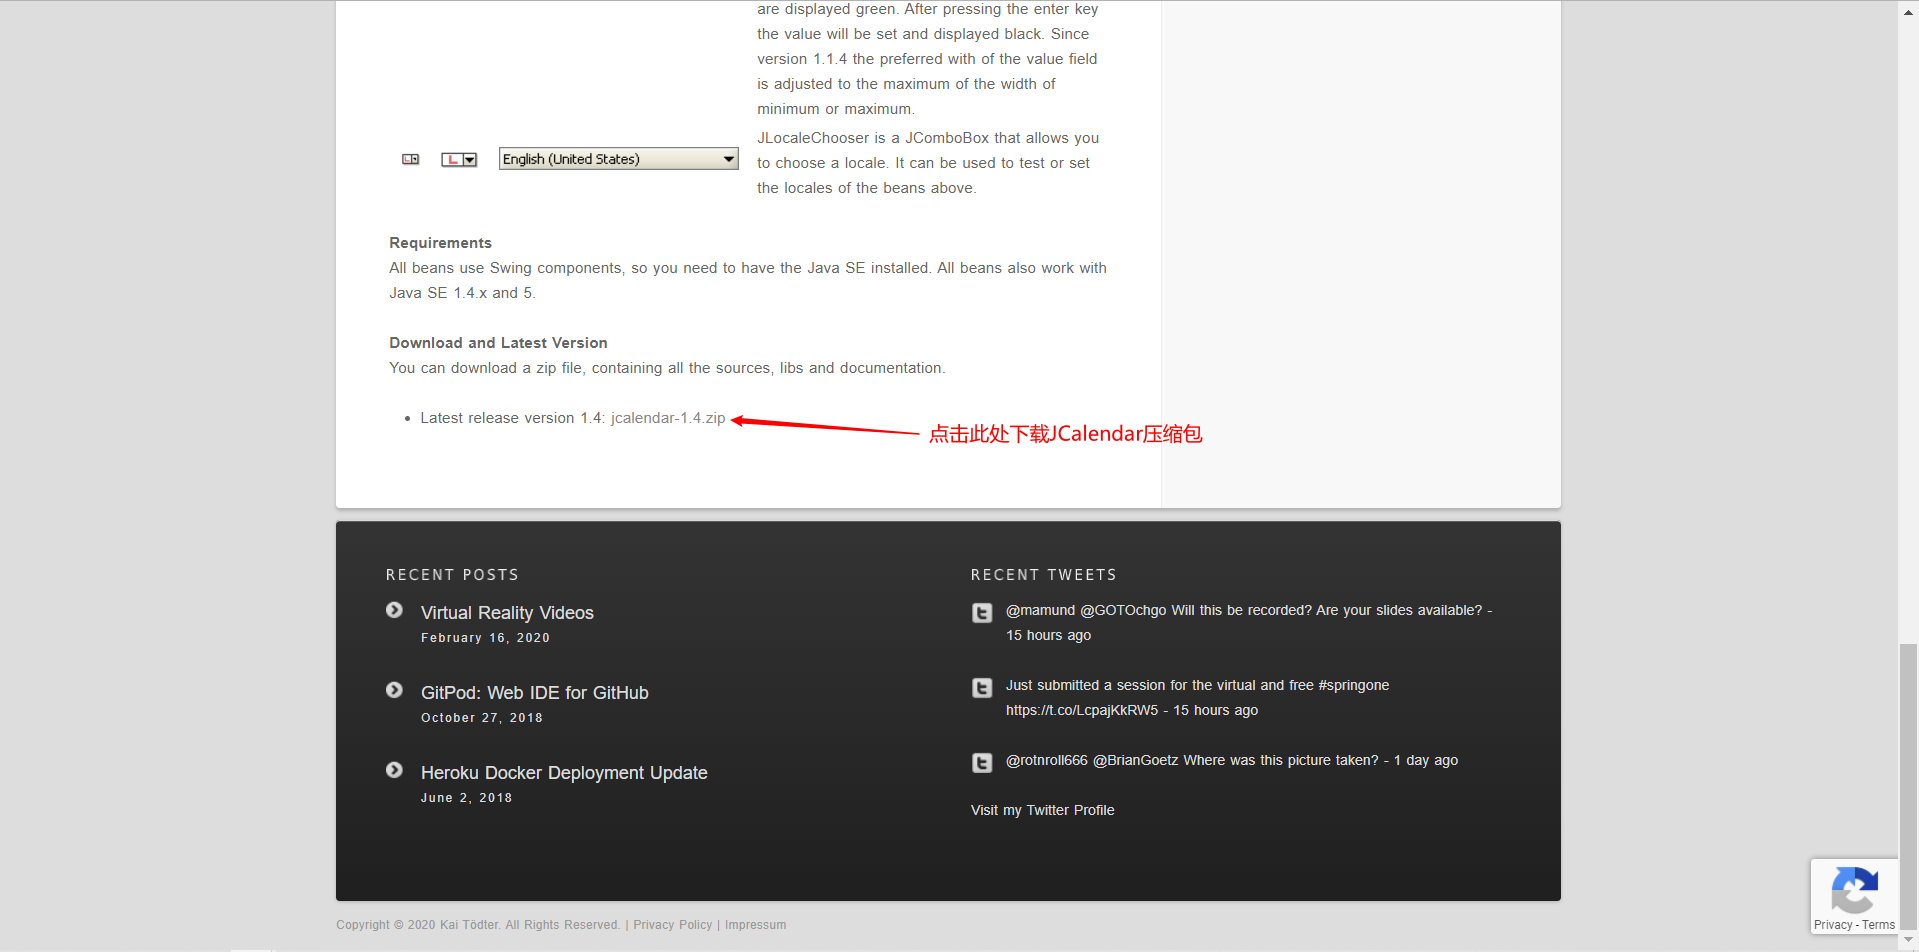 are displayed green. After pressing the enter key
the value will be set and displayed black. Since
version 1.1.4 the preferred with of the value field
is adjusted to the maximum of the width of
minimum or maximum.
L
English (United States)
JLocaleChooser is a JComboBox that allows you
to choose a locale. It can be used to test or set
the locales of the beans above.
Requirements
All beans use Swing components, so you need to have the Java SE installed. All beans also work with
Java SE 1.4.x and 5.
Download and Latest Version
You can download a zip file, containing all the sources, libs and documentation.
• Latest release version 1.4: jcalendar-1.4.zip
点击此处下载JCalendar压缩包
RECENT POSTS
Virtual Reality Videos
February 16, 2020
GitPod: Web IDE for GitHub
October 27, 2018
Heroku Docker Deployment Update
June 2, 2018
RECENT TWEETS
@mamund @GOTOchgo Will this be recorded? Are your slides available? -
15 hours ago
Just submitted a session for the virtual and free #springone
https://t.co/LcpajKkRW5 - 15 hours ago
@rotnroll666 @BrianGoetz Where was this picture taken? - 1 day ago
Visit my Twitter Profile
Copyright © 2020 Kai Tödter. All Rights Reserved. | Privacy Policy | Impressum
Privacy - Terms